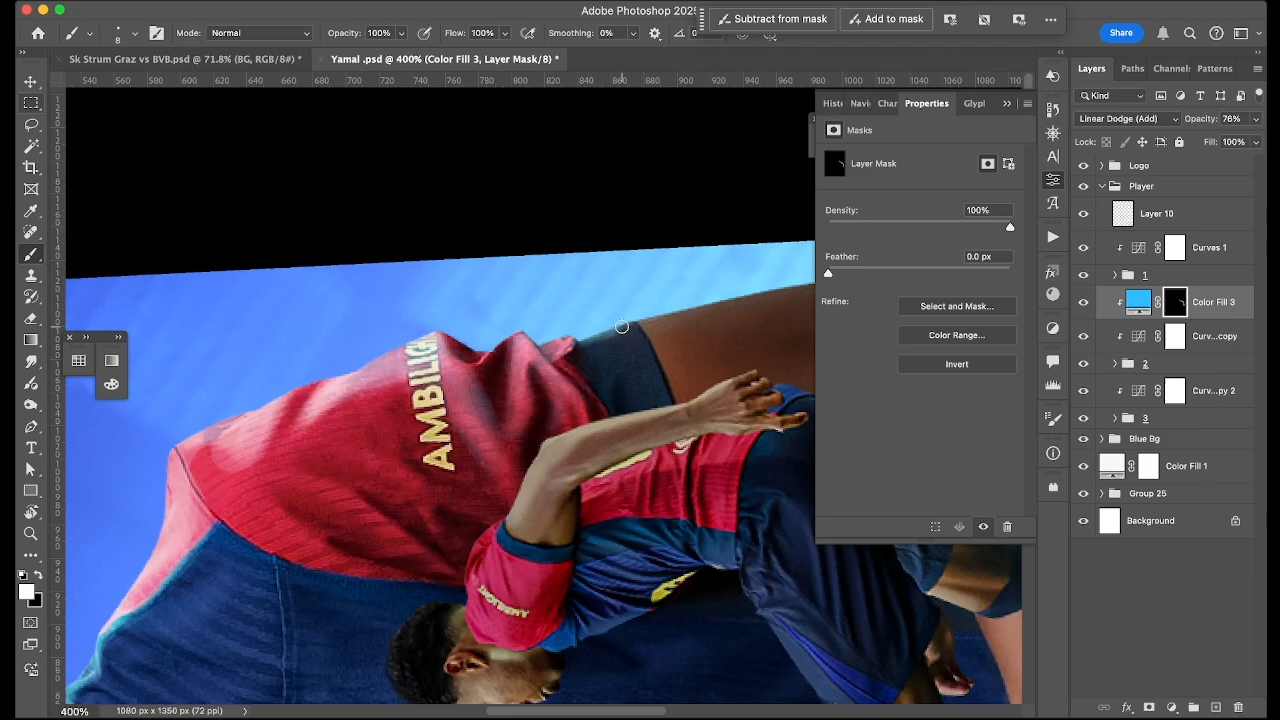 Adobe Photoshop 2025
Subtract from mask
Add to mask
8
Mode: Normal
Opacity: 100%
Flow: 100%
Smoothing: 0%
0
Share
Sk Strum Graz vs BVB.psd @ 71.8% (BG, RGB/8#) *
Yamal .psd @ 400% (Color Fill 3, Layer Mask/8) *
540 560 580 600 620 640 660 680 700 720 740 760 780 800 820 840 860 880 900 920 940 960 980 1000 1020 1040 1060 1080 110
Histo Navi Char Properties Glyp
Masks
Layer Mask
Density: 100%
Feather: 0.0 px
Refine:
Select and Mask...
Color Range...
Invert
Layers Paths Channels Patterns
Kind
Linear Dodge (Add) Opacity: 76%
Lock: Fill: 100%
Logo
Player
Layer 10
Curves 1
1
Color Fill 3
Curv...copy
2
Curv...py 2
3
Blue Bg
Color Fill 1
Group 25
Background
AMBILIGH
400% 1080 px x 1350 px (72 ppi)